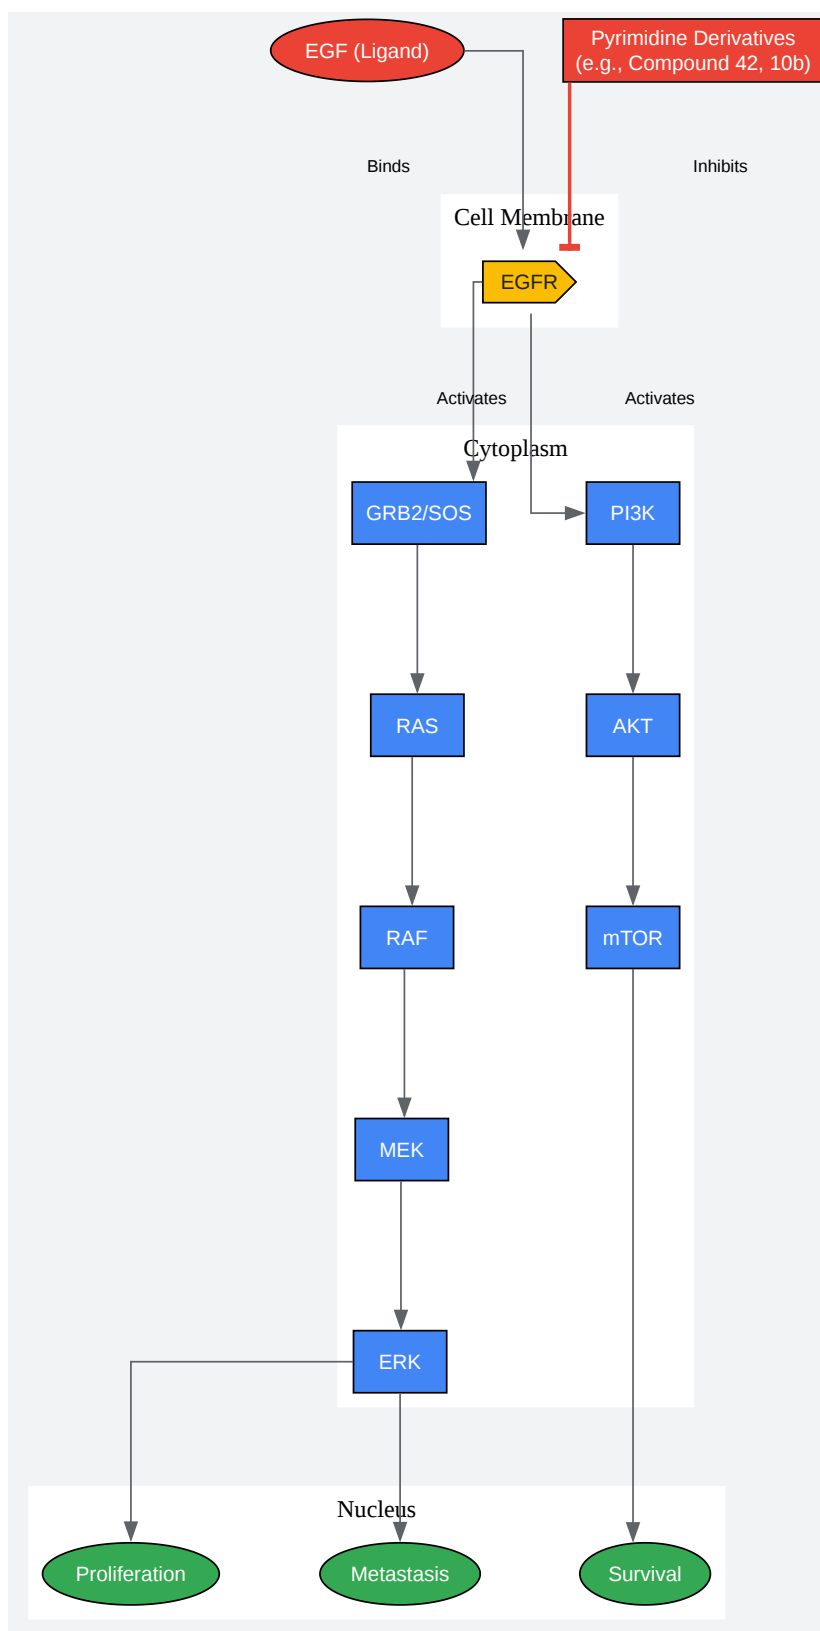 EGF (Ligand)
Pyrimidine Derivatives
(e.g., Compound 42, 10b)
Binds
Inhibits
Cell Membrane
EGFR
Activates
Activates
Cytoplasm
GRB2/SOS
PI3K
RAS
AKT
RAF
mTOR
MEK
ERK
Nucleus
Proliferation
Metastasis
Survival